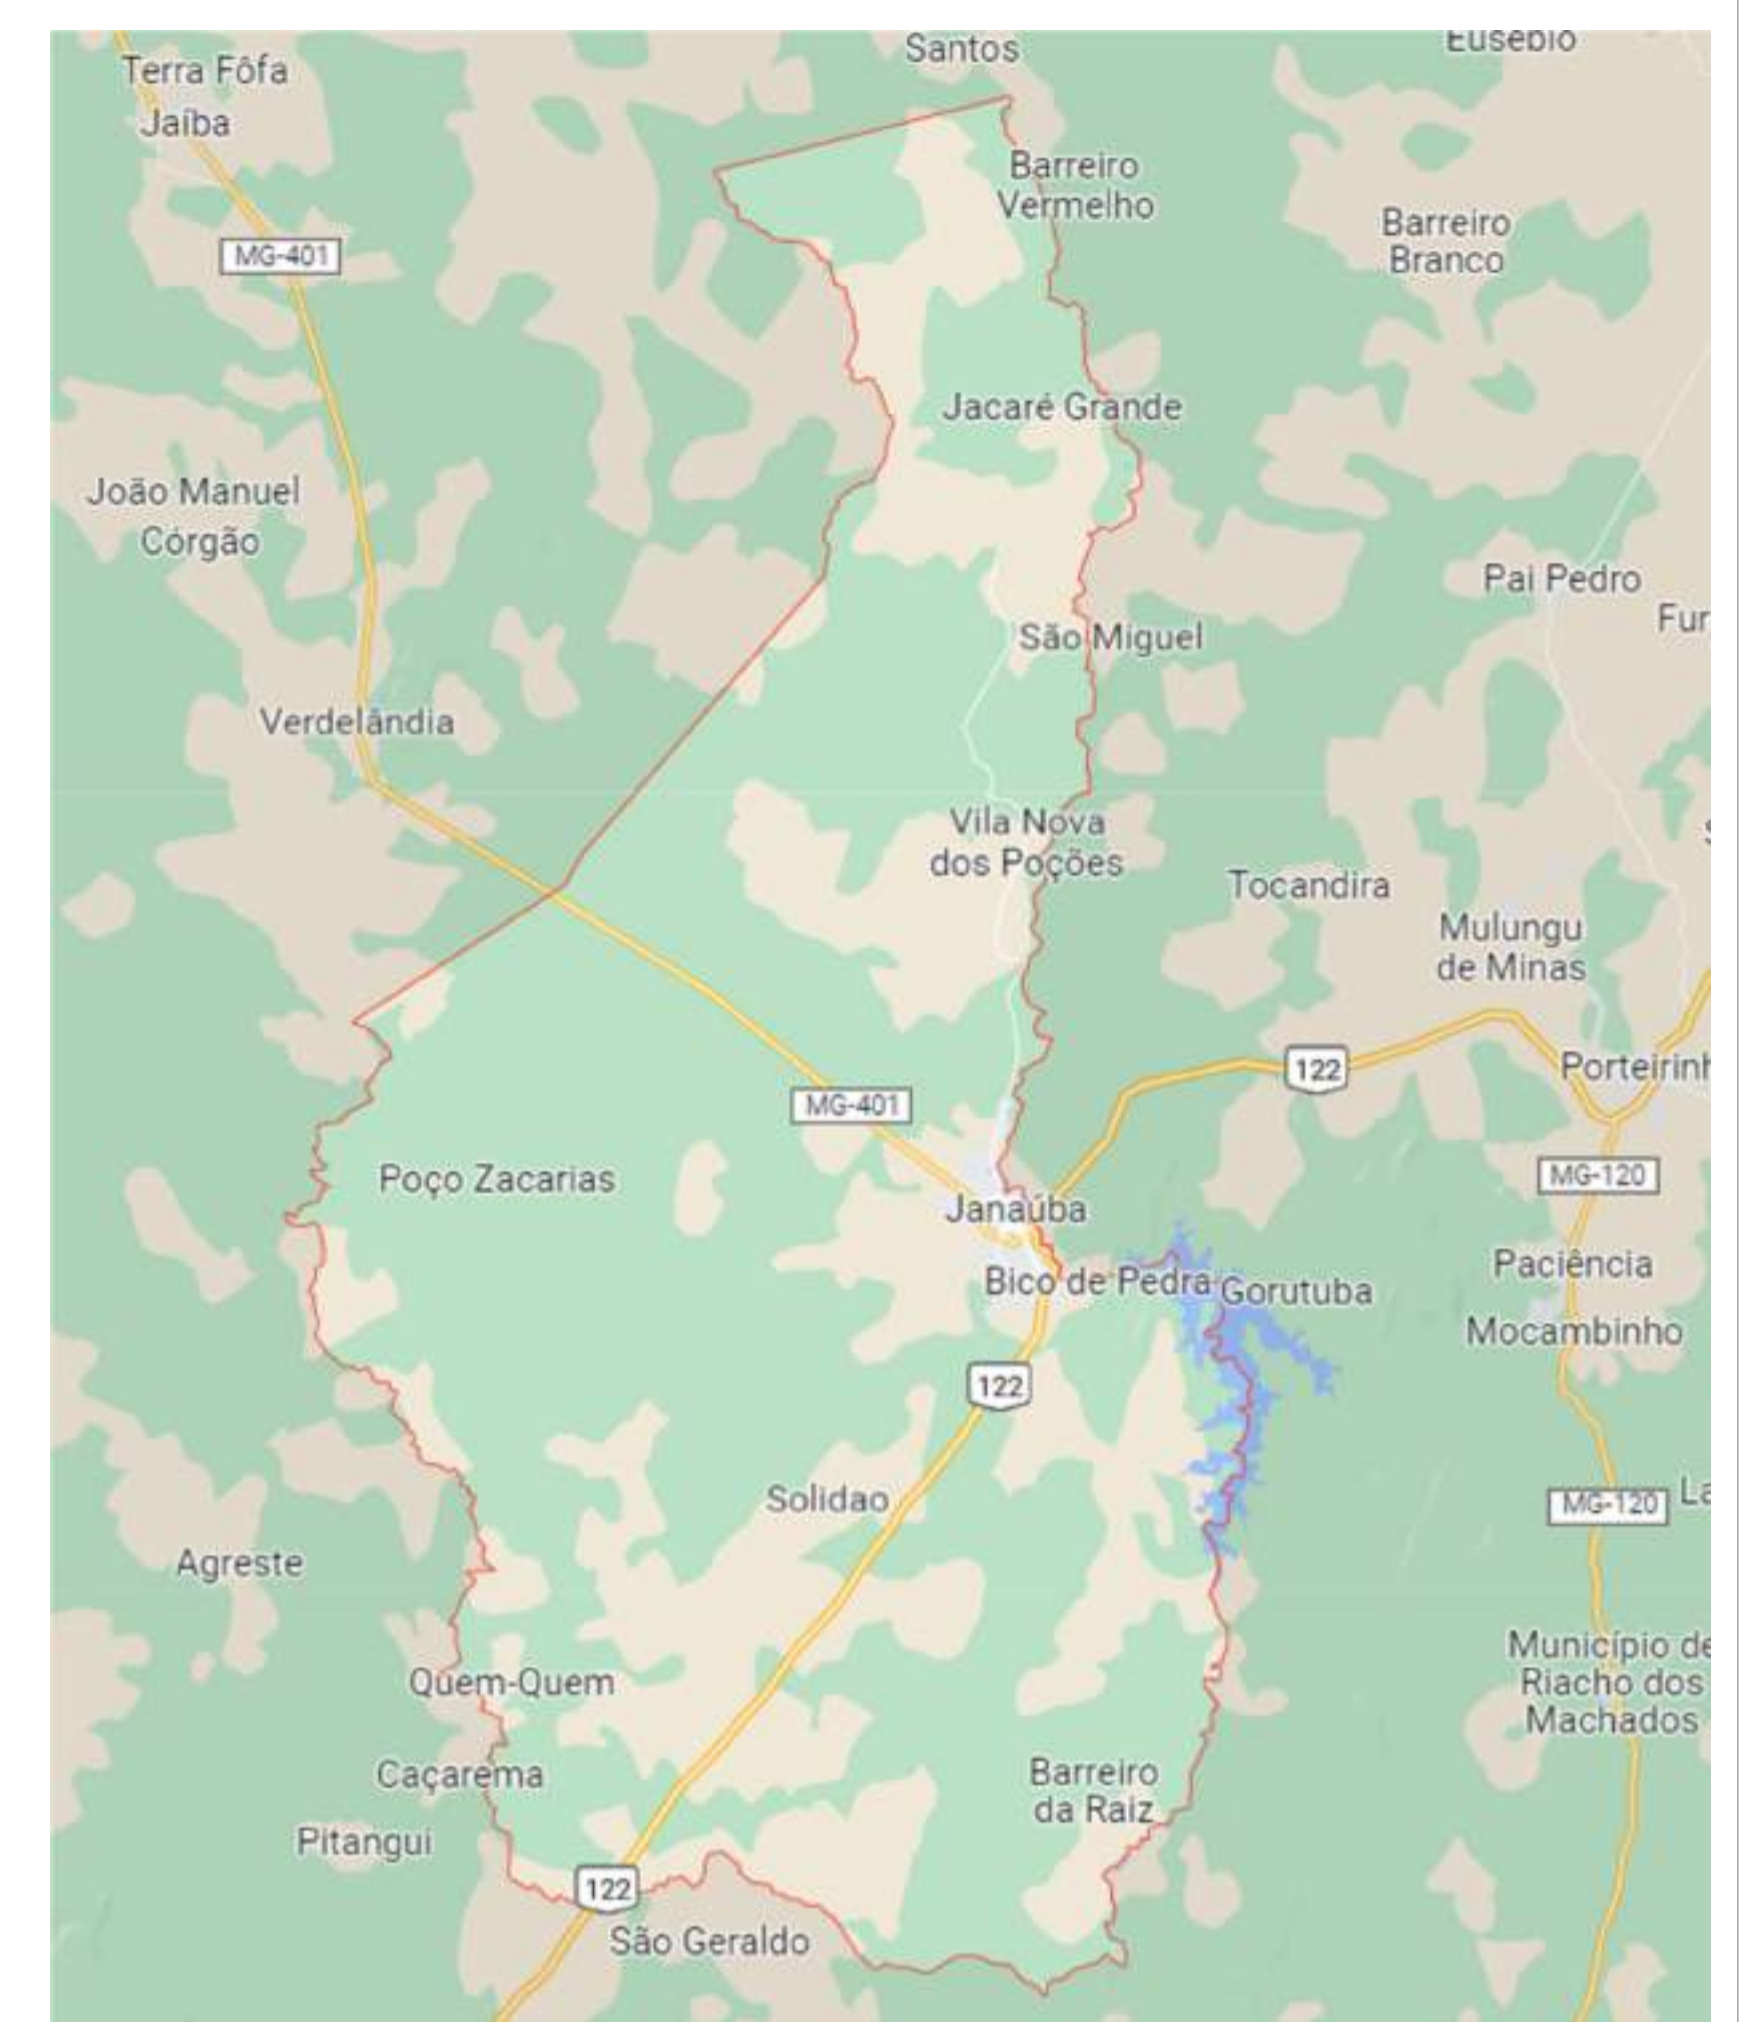 Santos
Eusébio
Terra Fôfa
Jaíba
Barreiro
Vermelho
Barreiro
Branco
MG-401
Jacaré Grande
João Manuel
Córgão
Pai Pedro
Fur
São Miguel
Verdelândia
Vila Nova
dos Poções
Tocandira
Mulungu
de Minas
122
Porteirinh
MG-401
Poço Zacarias
MG-120
Janaúba
Paciência
Bico de Pedra
Gorutuba
Mocambinho
122
Solidao
MG-120
La
Agreste
Município de
Riacho dos
Machados
Quem-Quem
Caçarema
Barreiro
da Raiz
Pitangui
122
São Geraldo